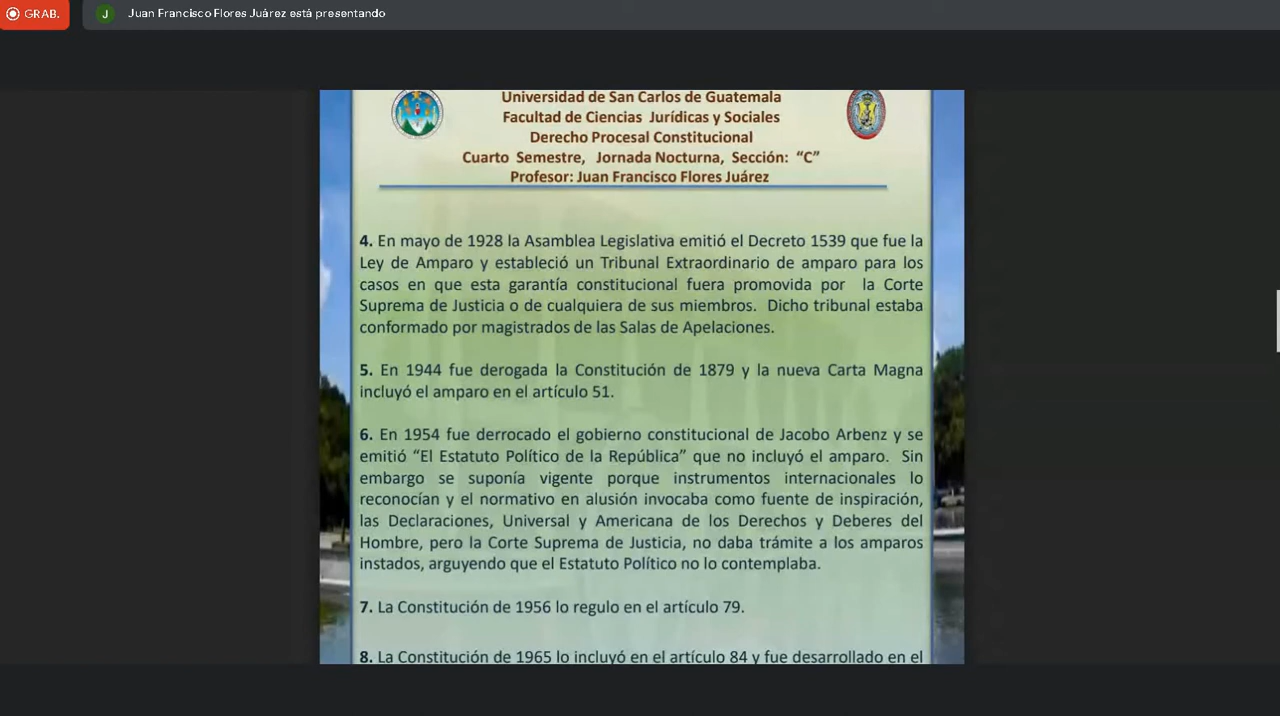 GRAB.
J
Juan Francisco Flores Juárez está presentando
Universidad de San Carlos de Guatemala
Facultad de Ciencias Jurídicas y Sociales
Derecho Procesal Constitucional
Cuarto Semestre, Jornada Nocturna, Sección: “C”
Profesor: Juan Francisco Flores Juárez
4. En mayo de 1928 la Asamblea Legislativa emitió el Decreto 1539 que fue la
Ley de Amparo y estableció un Tribunal Extraordinario de amparo para los
casos en que esta garantía constitucional fuera promovida por la Corte
Suprema de Justicia o de cualquiera de sus miembros. Dicho tribunal estaba
conformado por magistrados de las Salas de Apelaciones.
5. En 1944 fue derogada la Constitución de 1879 y la nueva Carta Magna
incluyó el amparo en el artículo 51.
6. En 1954 fue derrocado el gobierno constitucional de Jacobo Arbenz y se
emitió “El Estatuto Político de la República” que no incluyó el amparo. Sin
embargo se suponía vigente porque instrumentos internacionales lo
reconocían y el normativo en alusión invocaba como fuente de inspiración,
las Declaraciones, Universal y Americana de los Derechos y Deberes del
Hombre, pero la Corte Suprema de Justicia, no daba trámite a los amparos
instados, arguyendo que el Estatuto Político no lo contemplaba.
7. La Constitución de 1956 lo regulo en el artículo 79.
8. La Constitución de 1965 lo incluyó en el artículo 84 y fue desarrollado en el